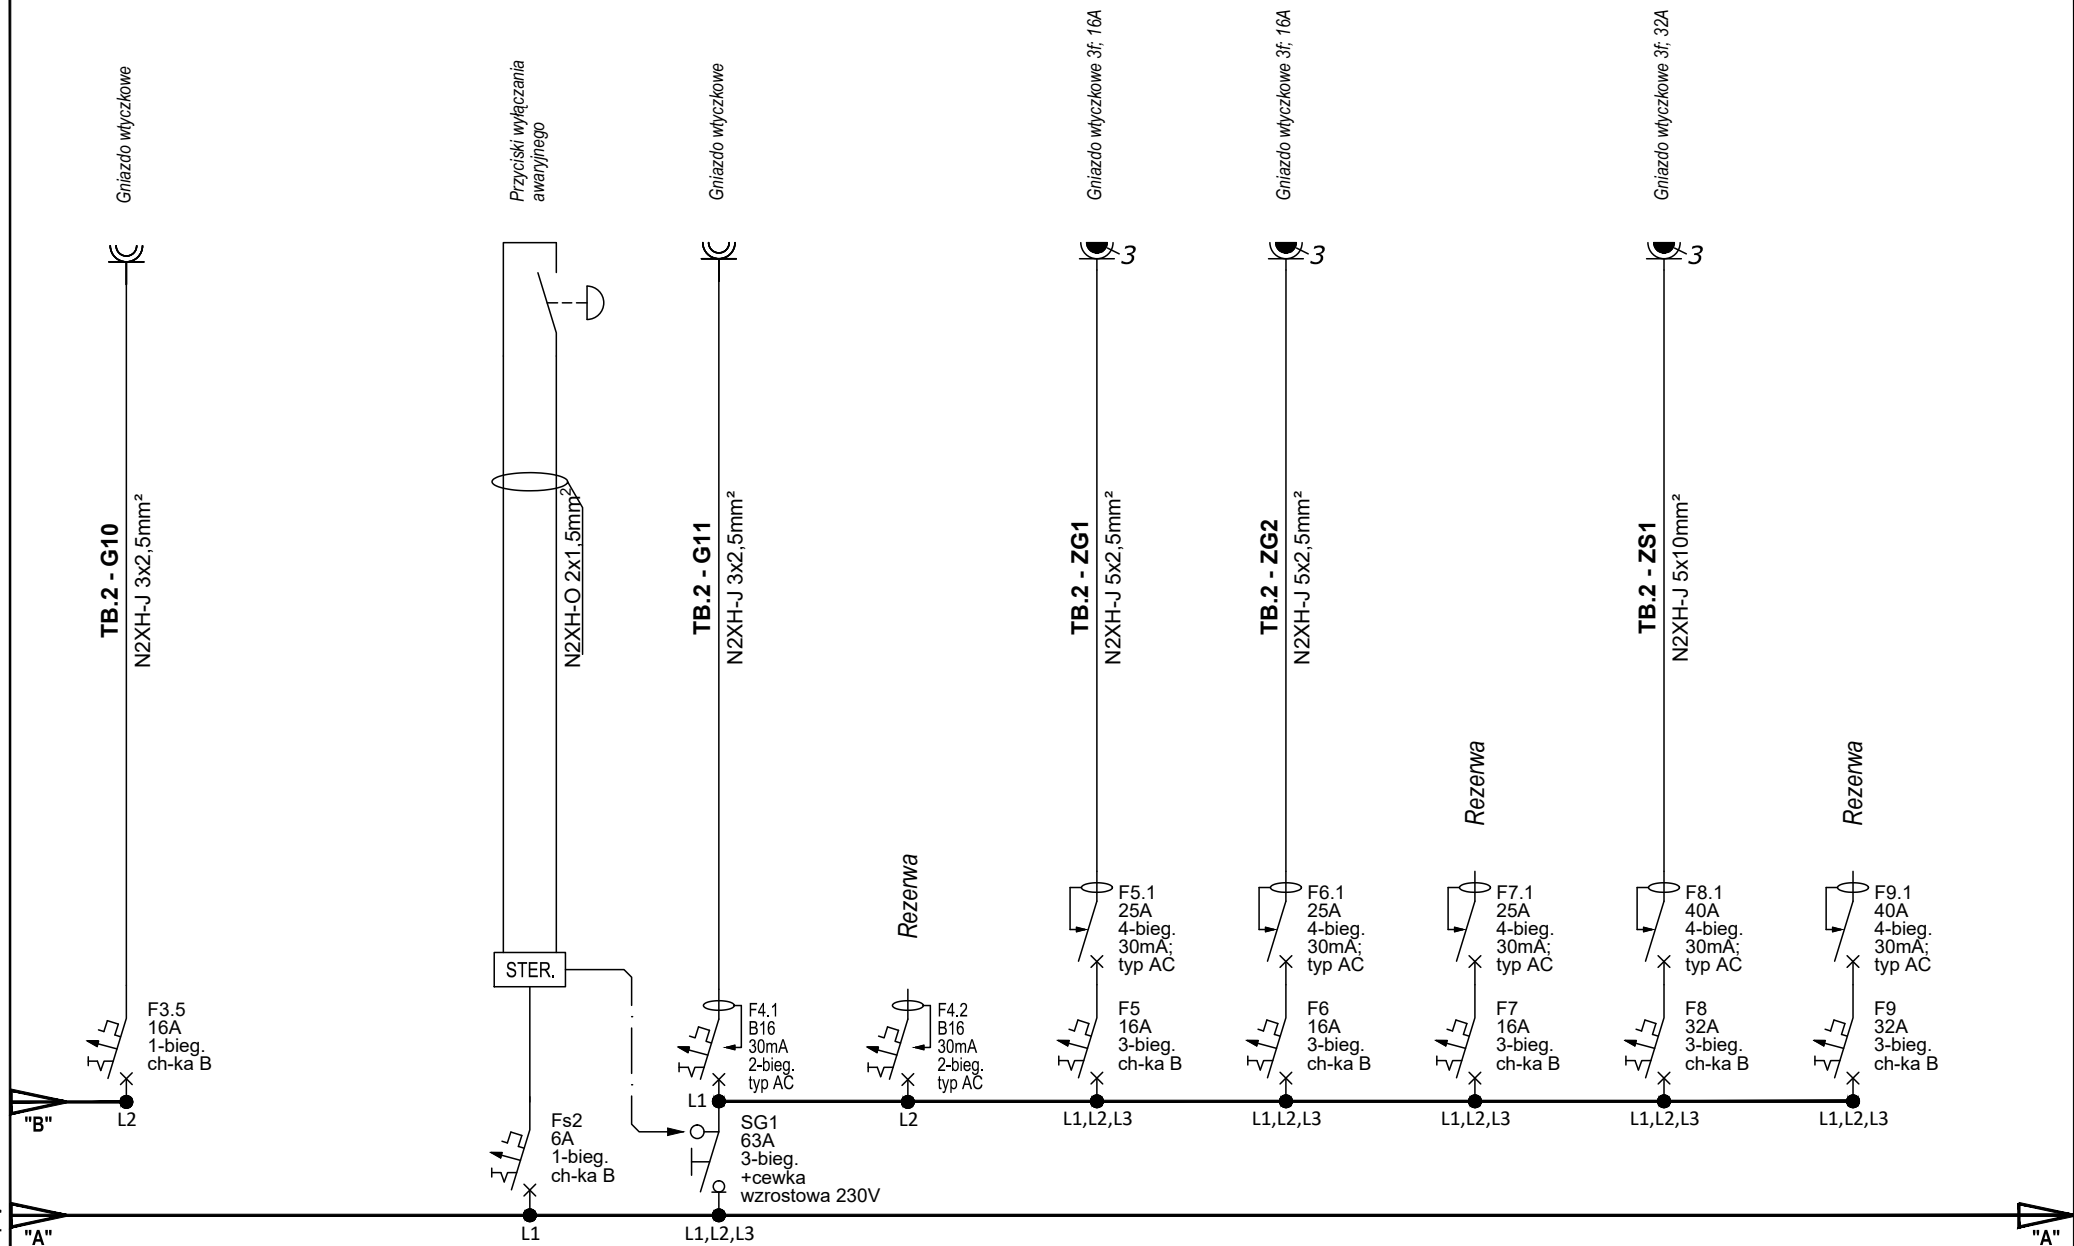 Gniazdo wtyczkowe
Przyciski wyłączania
awaryjnego
Gniazdo wtyczkowe
Gniazdo wtyczkowe 3f; 16A
Gniazdo wtyczkowe 3f; 16A
Gniazdo wtyczkowe 3f; 32A
3
3
3
TB.2 - G10
N2XH-J 3x2,5mm²
N2XH-O 2x1,5mm²
TB.2 - G11
N2XH-J 3x2,5mm²
TB.2 - ZG1
N2XH-J 5x2,5mm²
TB.2 - ZG2
N2XH-J 5x2,5mm²
TB.2 - ZS1
N2XH-J 5x10mm²
Rezerwa
Rezerwa
Rezerwa
F5.1
25A
4-bieg.
30mA;
typ AC
F6.1
25A
4-bieg.
30mA;
typ AC
F7.1
25A
4-bieg.
30mA;
typ AC
F8.1
40A
4-bieg.
30mA;
typ AC
F9.1
40A
4-bieg.
30mA;
typ AC
STER.
F3.5
16A
1-bieg.
ch-ka B
F4.1
B16
30mA
2-bieg.
typ AC
F4.2
B16
30mA
2-bieg.
typ AC
F5
16A
3-bieg.
ch-ka B
F6
16A
3-bieg.
ch-ka B
F7
16A
3-bieg.
ch-ka B
F8
32A
3-bieg.
ch-ka B
F9
32A
3-bieg.
ch-ka B
"B"
L2
L1
L2
L1,L2,L3
L1,L2,L3
L1,L2,L3
L1,L2,L3
L1,L2,L3
Fs2
6A
1-bieg.
ch-ka B
SG1
63A
3-bieg.
+cewka
wzrostowa 230V
"A"
L1
L1,L2,L3
"A"